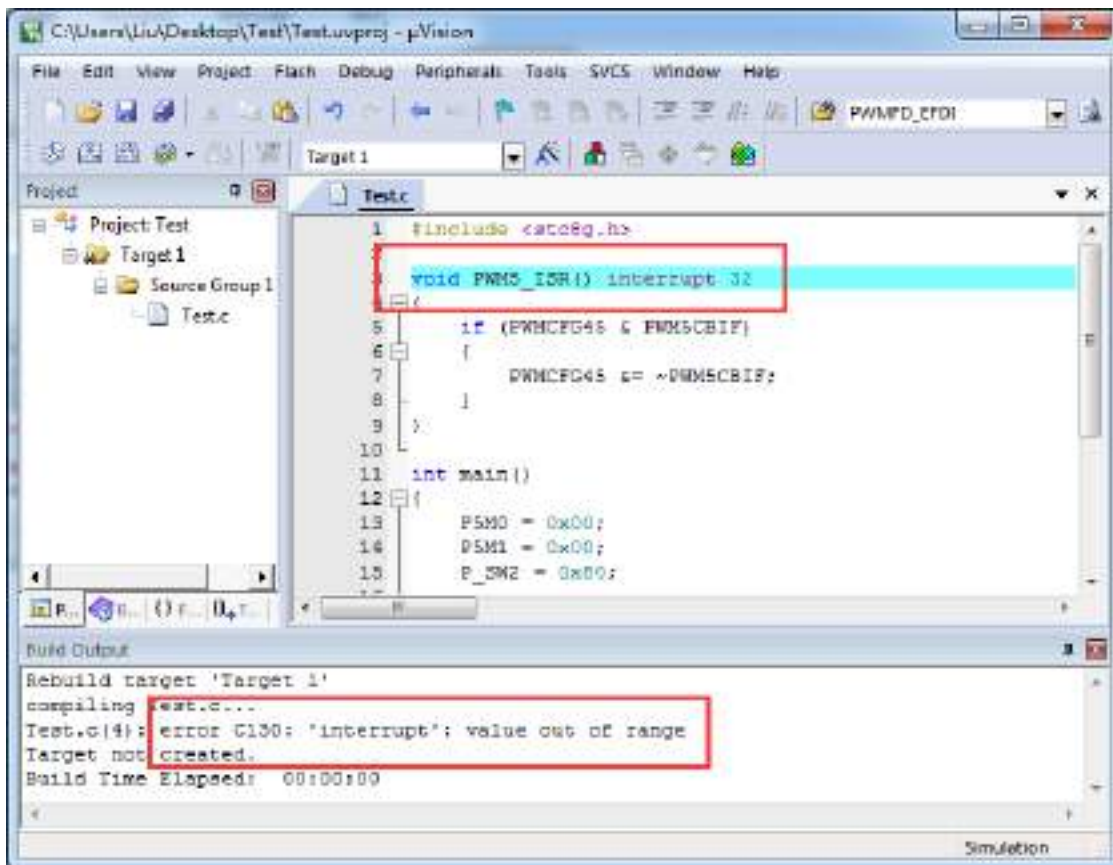 C:\Users\Liu\Desktop\Test\Test.uvproj - µVision
File Edit View Project Flash Debug Peripherals Tools SVCS Window Help
PWMFD_EFDI
Target 1
Project
Test.c
Project: Test
Target 1
Source Group 1
Test.c
1 #include <stc8g.h>
2
3 void PWM5_ISR() interrupt 32
4 {
5 if (PWMCFG45 & PWM5CBIF)
6 {
7 PWMCFG45 &= ~PWM5CBIF;
8 }
9 }
10
11 int main()
12 {
13 P5M0 = 0x00;
14 P5M1 = 0x00;
15 P_SW2 = 0x80;
Build Output
Rebuild target 'Target 1'
compiling Test.c...
Test.c(4): error C130: 'interrupt': value out of range
Target not created.
Build Time Elapsed: 00:00:00
Simulation